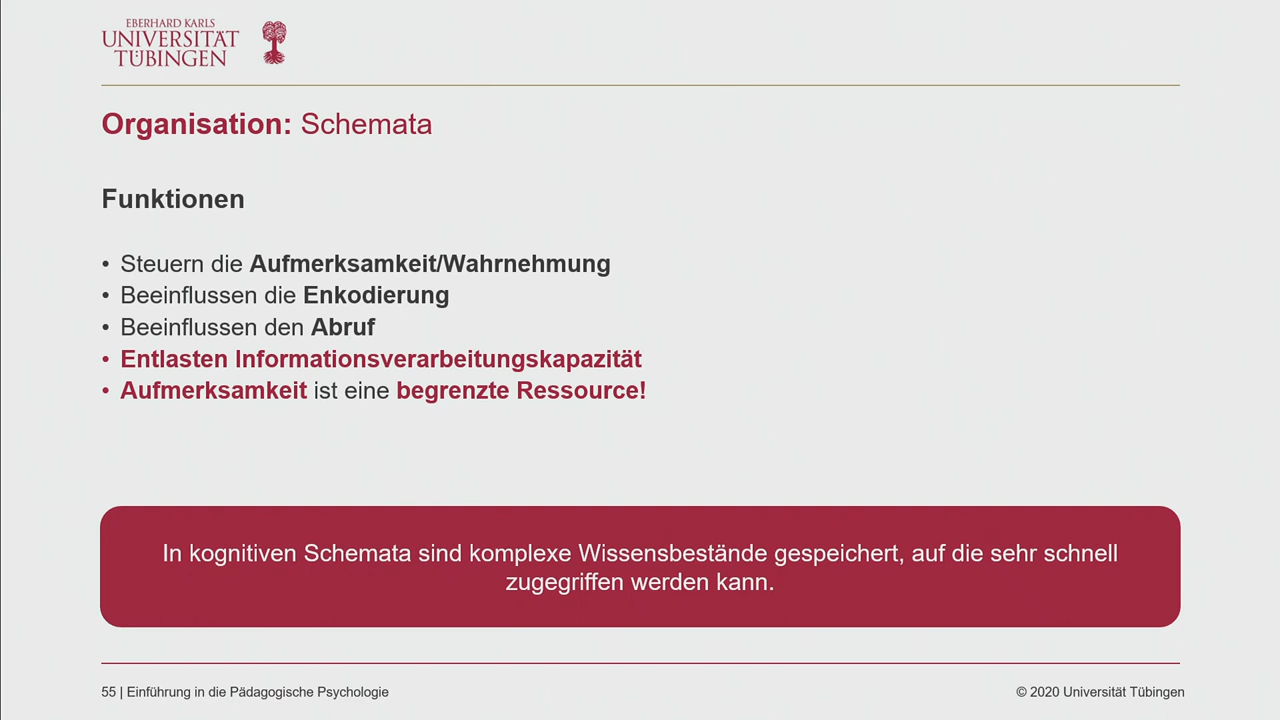 EBERHARD KARLS
UNIVERSITÄT
TÜBINGEN
Organisation: Schemata
Funktionen
• Steuern die Aufmerksamkeit/Wahrnehmung
• Beeinflussen die Enkodierung
• Beeinflussen den Abruf
• Entlasten Informationsverarbeitungskapazität
• Aufmerksamkeit ist eine begrenzte Ressource!
In kognitiven Schemata sind komplexe Wissensbestände gespeichert, auf die sehr schnell
zugegriffen werden kann.
55 | Einführung in die Pädagogische Psychologie
© 2020 Universität Tübingen